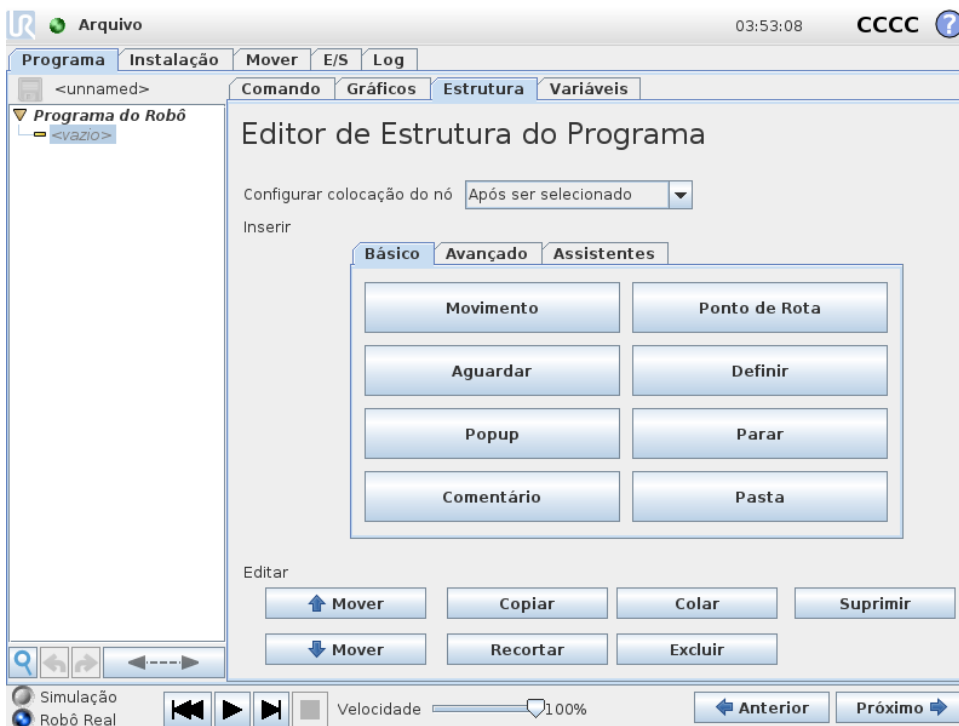 UR Arquivo 03:53:08 CCCC ?
Programa Instalação Mover E/S Log
<unnamed> Comando Gráficos Estrutura Variáveis
Programa do Robô
<vazio>
Editor de Estrutura do Programa
Configurar colocação do nó Após ser selecionado
Inserir
Básico Avançado Assistentes
Movimento Ponto de Rota
Aguardar Definir
Popup Parar
Comentário Pasta
Editar
Mover Copiar Colar Suprimir
Mover Recortar Excluir
Simulação
Robô Real
Velocidade 100% Anterior Próximo